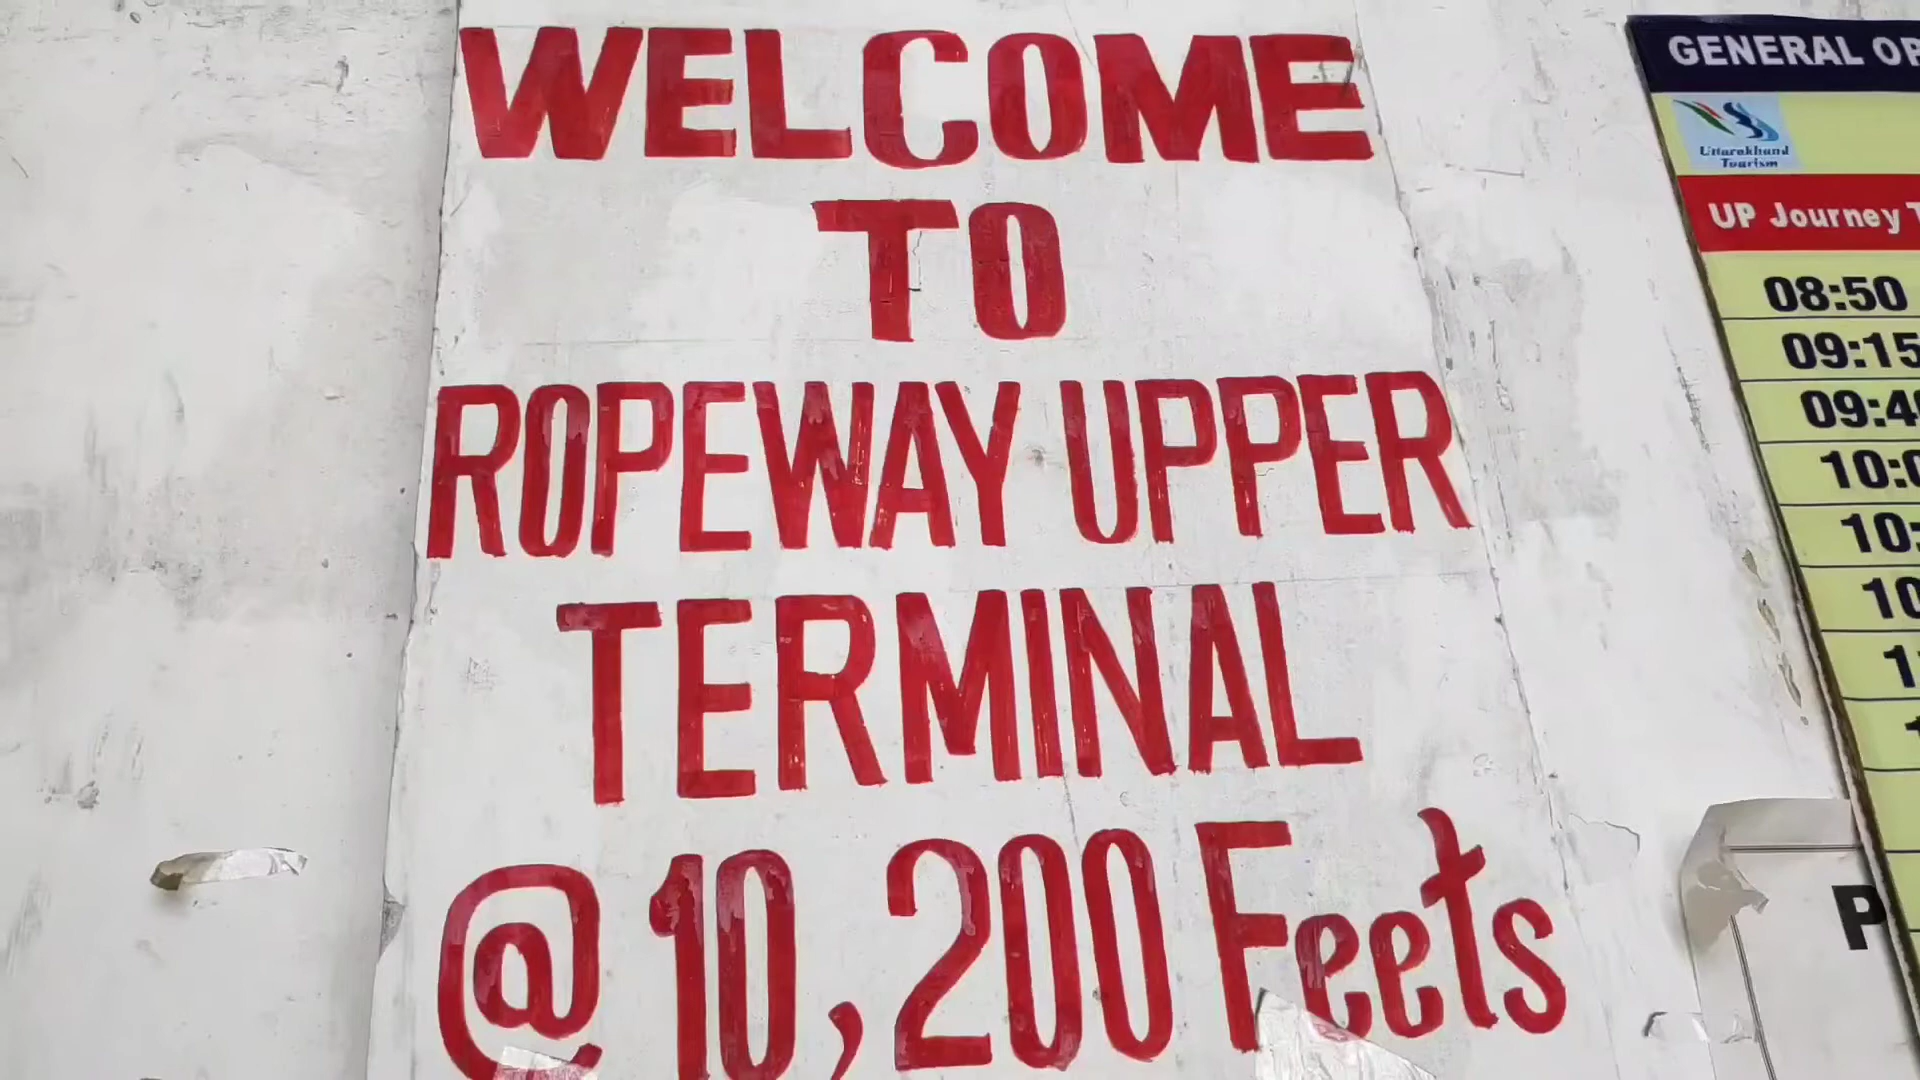 WELCOME
TO
ROPEWAY UPPER
TERMINAL
@ 10,200 Feets
GENERAL
Uttarakhand
Tourism
UP Journey
08:50
09:15
P